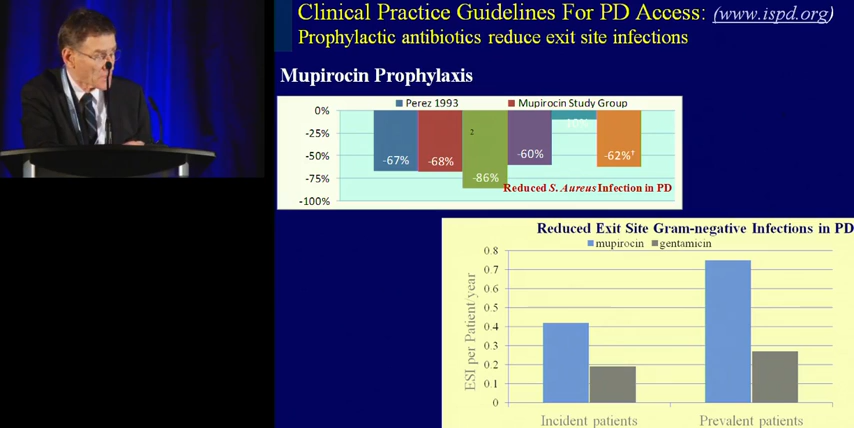 Clinical Practice Guidelines For PD Access: (www.ispd.org)
Prophylactic antibiotics reduce exit site infections
Mupirocin Prophylaxis
Perez 1993 Mupirocin Study Group
0%
-25%
-50%
-75%
-100%
2
-67%
-68%
-86%
-60%
-10%
-62%†
Reduced S. Aureus Infection in PD
Reduced Exit Site Gram-negative Infections in PD
mupirocin gentamicin
ESI per Patient/year
0.8
0.7
0.6
0.5
0.4
0.3
0.2
0.1
0
Incident patients Prevalent patients